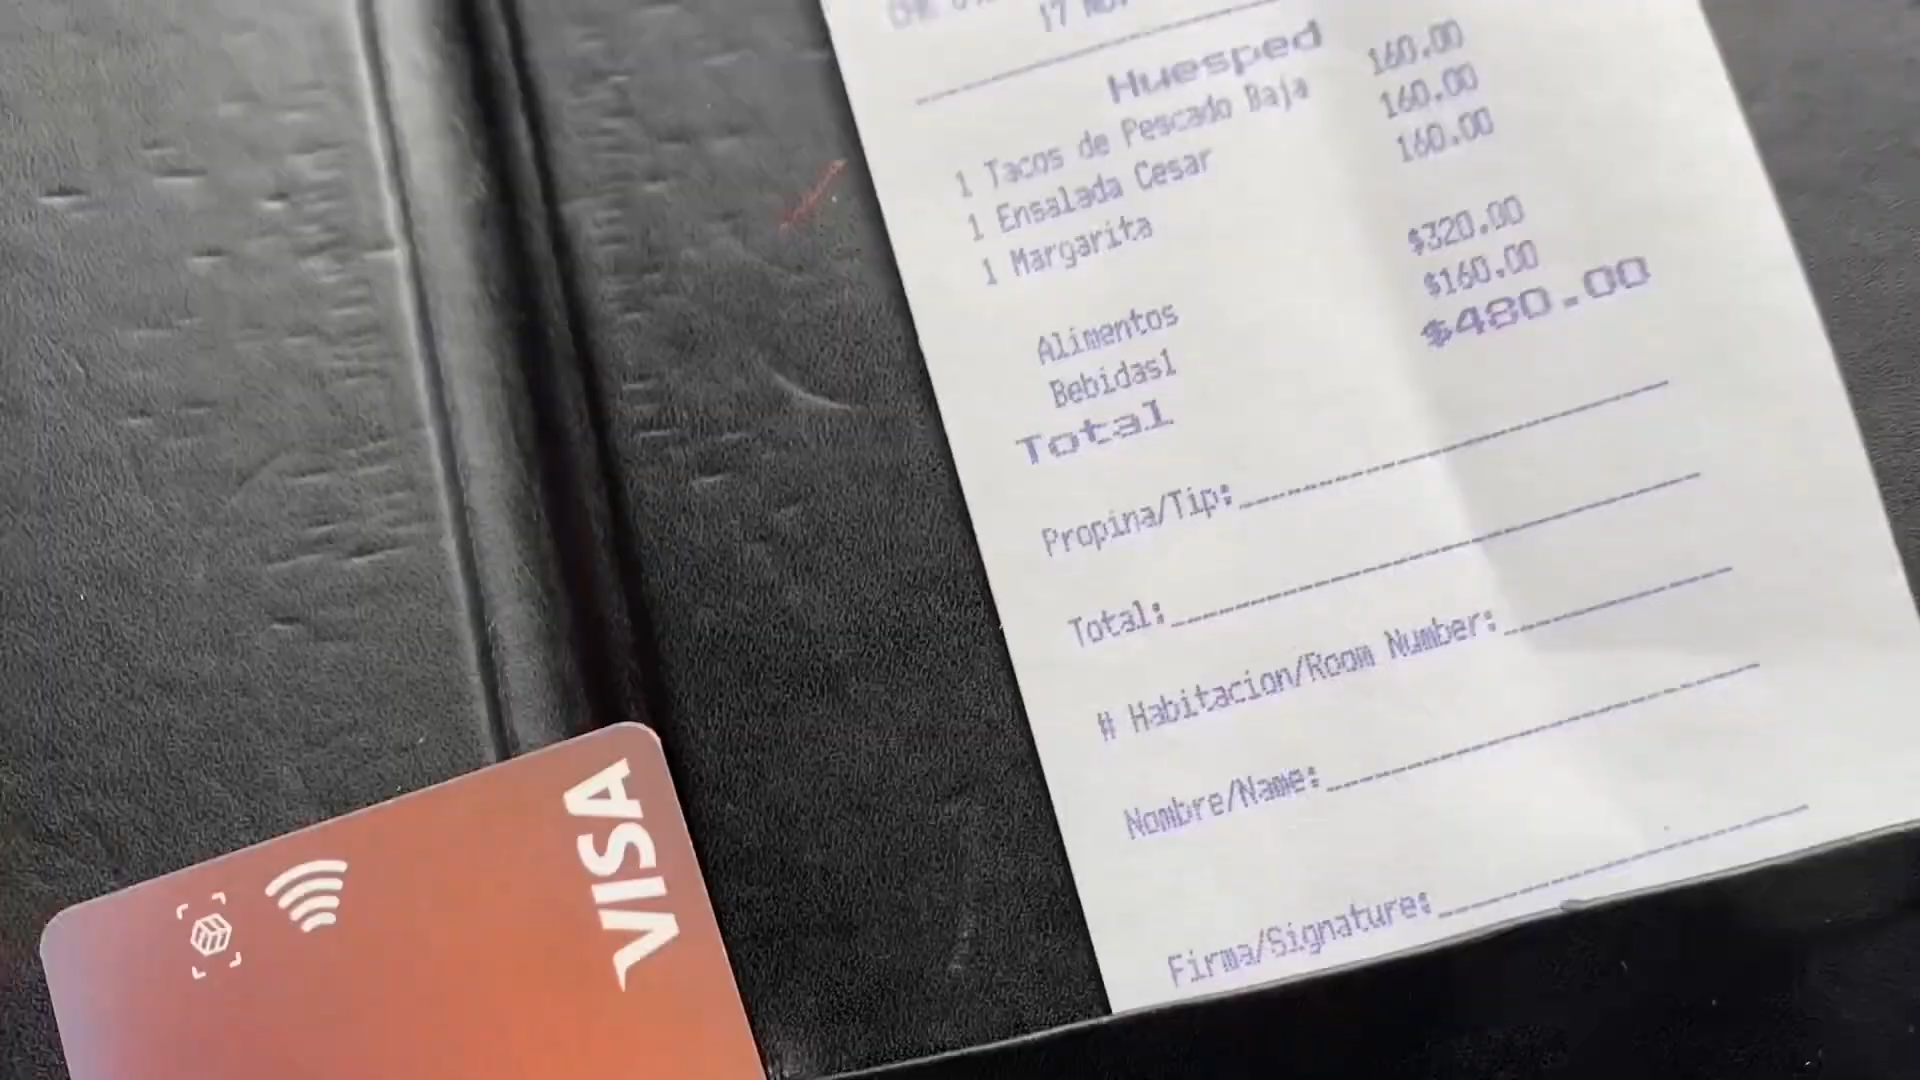 17
Huesped
1 Tacos de Pescado Baja 160.00
1 Ensalada Cesar 160.00
1 Margarita 160.00
Alimentos $320.00
Bebidas1 $160.00
Total $480.00
Propina/Tip:
Total:
# Habitacion/Room Number:
Nombre/Name:
Firma/Signature:
VISA